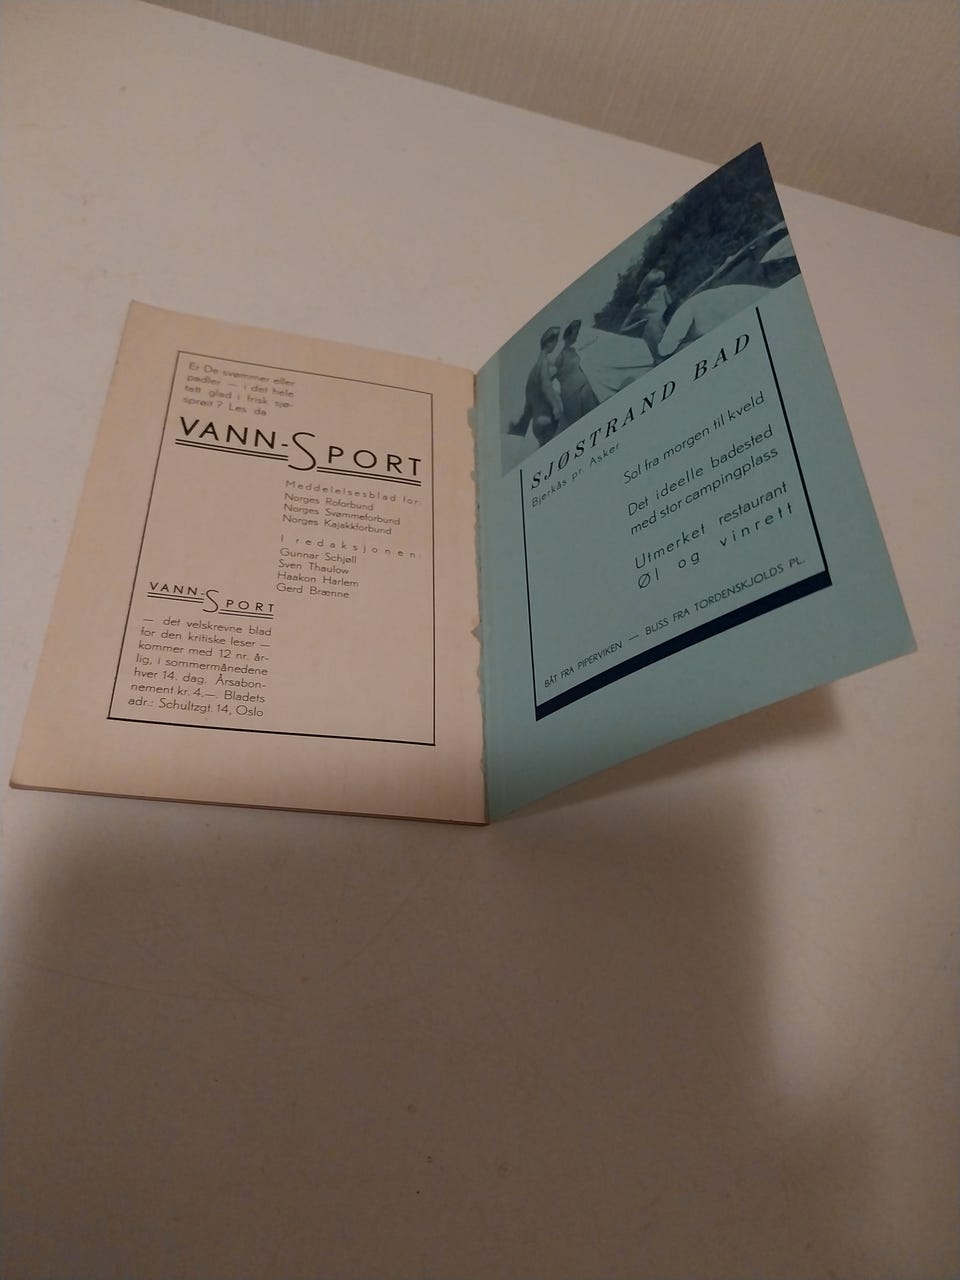 Er De svømmer eller
padler — i det hele
tatt glad i frisk sjø-
sprøit? Les da
VANN-SPORT
Meddelelsesblad for:
Norges Roforbund
Norges Svømmeforbund
Norges Kajakkforbund
I redaksjonen:
Gunnar Schjøll
Sven Thaulow
Haakon Harlem
Gerd Brænne
VANN-SPORT
— det velskrevne blad
for den kritiske leser —
kommer med 12 nr. år-
lig, i sommermånedene
hver 14. dag. Årsabon-
nement kr. 4.—. Bladets
adr.: Schultzgt. 14, Oslo
SJØSTRAND BAD
Bjerkås pr. Asker
Sol fra morgen til kveld
Det ideelle badested
med stor campingplass
Utmerket restaurant
Øl og vinrett
BÅT FRA PIPERVIKEN — BUSS FRA TORDENSKJOLDS PL.